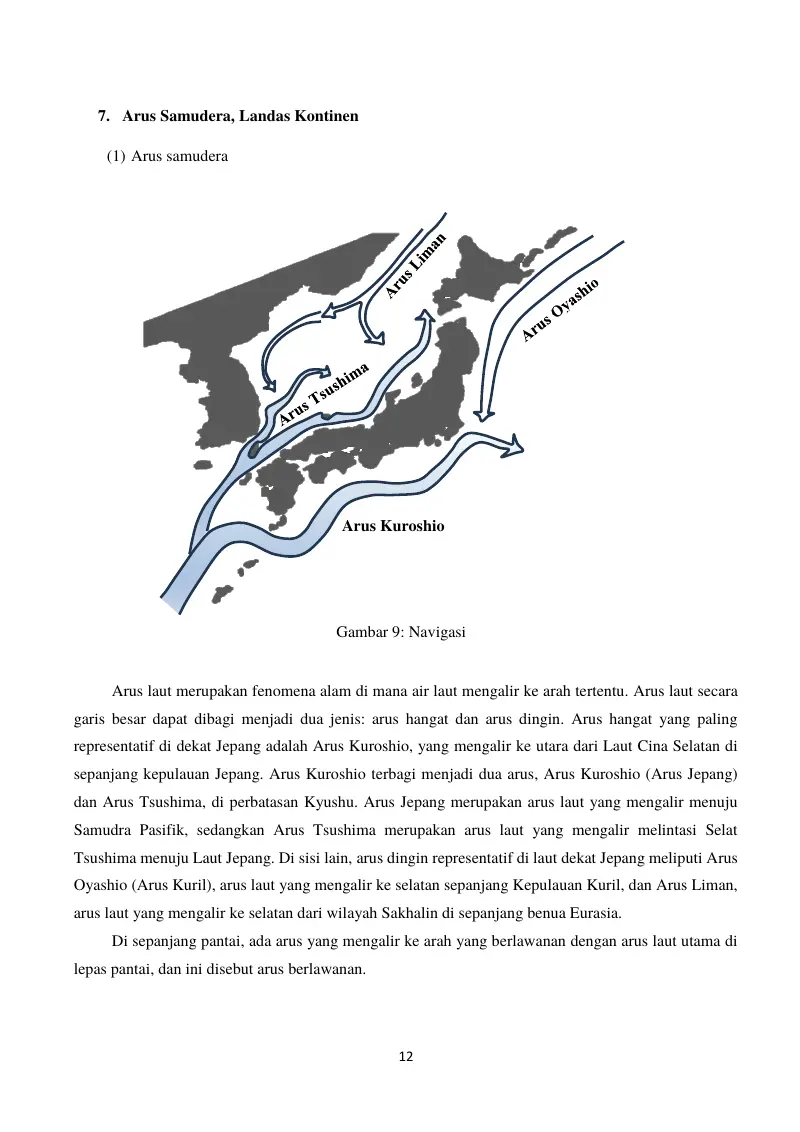 7. Arus Samudera, Landas Kontinen
(1) Arus samudera
Arus Liman
Arus Oyashio
Arus Tsushima
Arus Kuroshio
Gambar 9: Navigasi
Arus laut merupakan fenomena alam di mana air laut mengalir ke arah tertentu. Arus laut secara
garis besar dapat dibagi menjadi dua jenis: arus hangat dan arus dingin. Arus hangat yang paling
representatif di dekat Jepang adalah Arus Kuroshio, yang mengalir ke utara dari Laut Cina Selatan di
sepanjang kepulauan Jepang. Arus Kuroshio terbagi menjadi dua arus, Arus Kuroshio (Arus Jepang)
dan Arus Tsushima, di perbatasan Kyushu. Arus Jepang merupakan arus laut yang mengalir menuju
Samudra Pasifik, sedangkan Arus Tsushima merupakan arus laut yang mengalir melintasi Selat
Tsushima menuju Laut Jepang. Di sisi lain, arus dingin representatif di laut dekat Jepang meliputi Arus
Oyashio (Arus Kuril), arus laut yang mengalir ke selatan sepanjang Kepulauan Kuril, dan Arus Liman,
arus laut yang mengalir ke selatan dari wilayah Sakhalin di sepanjang benua Eurasia.
Di sepanjang pantai, ada arus yang mengalir ke arah yang berlawanan dengan arus laut utama di
lepas pantai, dan ini disebut arus berlawanan.
12